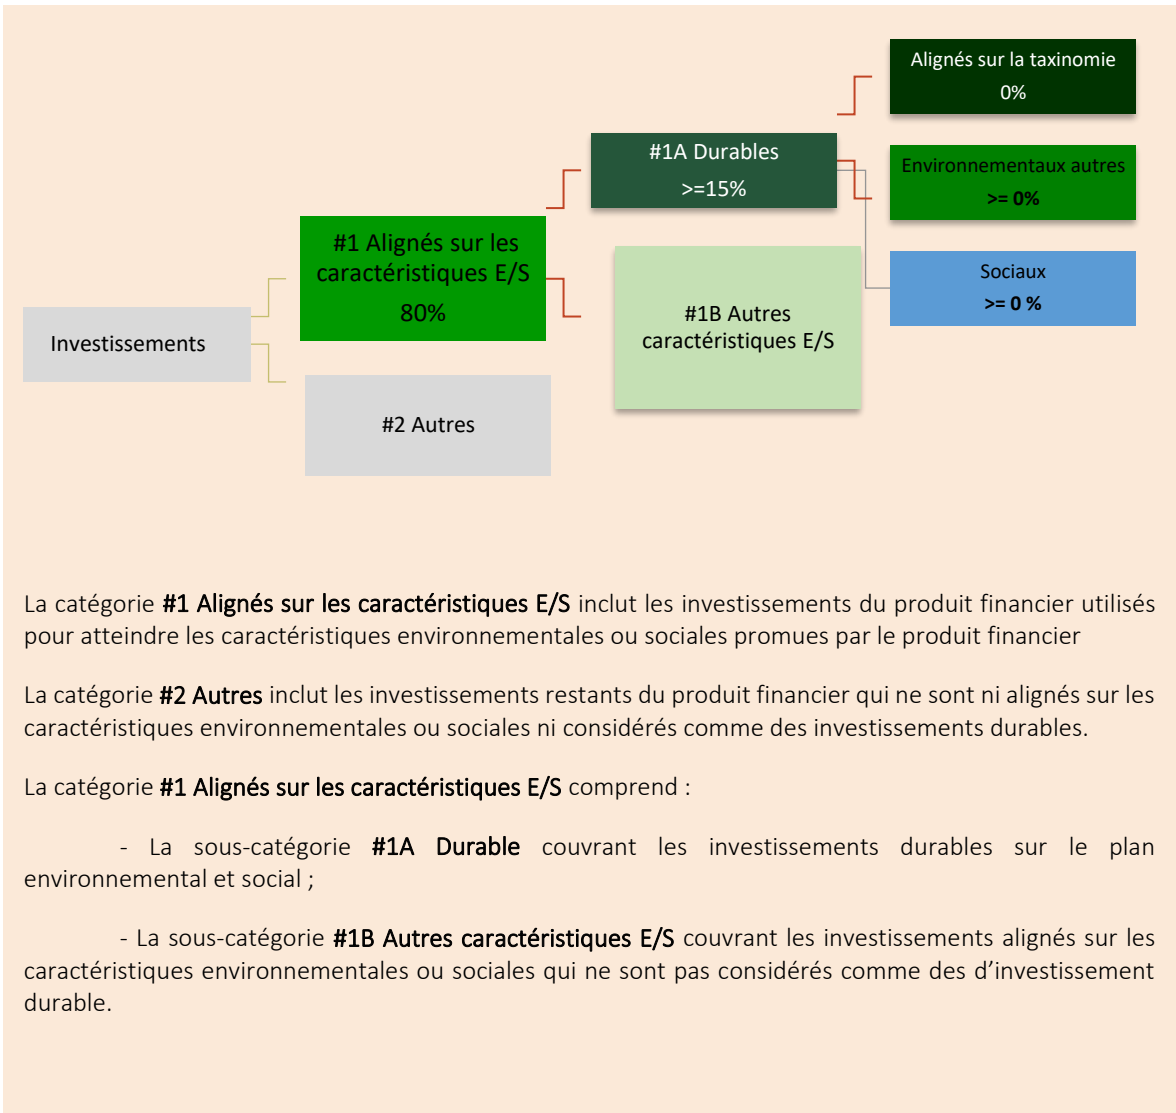 Alignés sur la taxinomie
0%
#1A Durables
>=15%
Environnementaux autres
>= 0%
#1 Alignés sur les
caractéristiques E/S
80%
Sociaux
>= 0 %
#1B Autres
caractéristiques E/S
Investissements
#2 Autres
La catégorie #1 Alignés sur les caractéristiques E/S inclut les investissements du produit financier utilisés
pour atteindre les caractéristiques environnementales ou sociales promues par le produit financier
La catégorie #2 Autres inclut les investissements restants du produit financier qui ne sont ni alignés sur les
caractéristiques environnementales ou sociales ni considérés comme des investissements durables.
La catégorie #1 Alignés sur les caractéristiques E/S comprend :
- La sous-catégorie #1A Durable couvrant les investissements durables sur le plan
environnemental et social ;
- La sous-catégorie #1B Autres caractéristiques E/S couvrant les investissements alignés sur les
caractéristiques environnementales ou sociales qui ne sont pas considérés comme des d’investissement
durable.